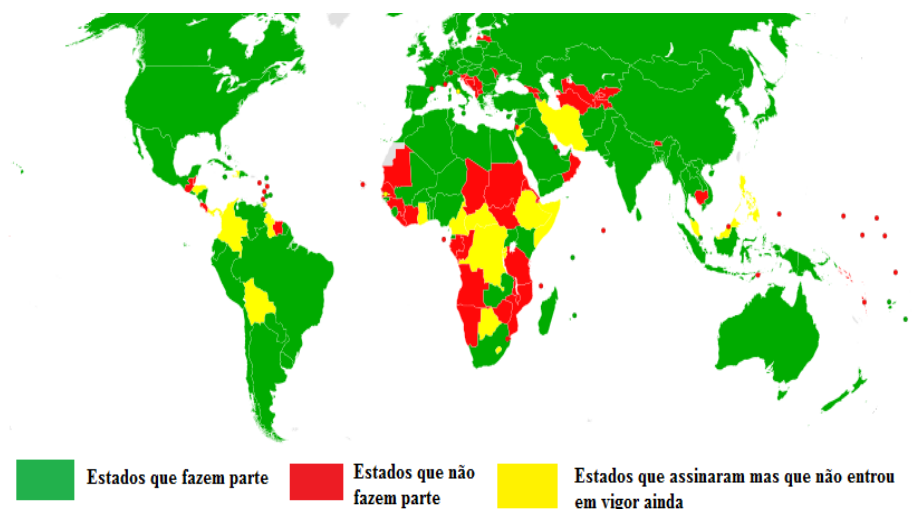 Estados que fazem parte
Estados que não
fazem parte
Estados que assinaram mas que não entrou
em vigor ainda